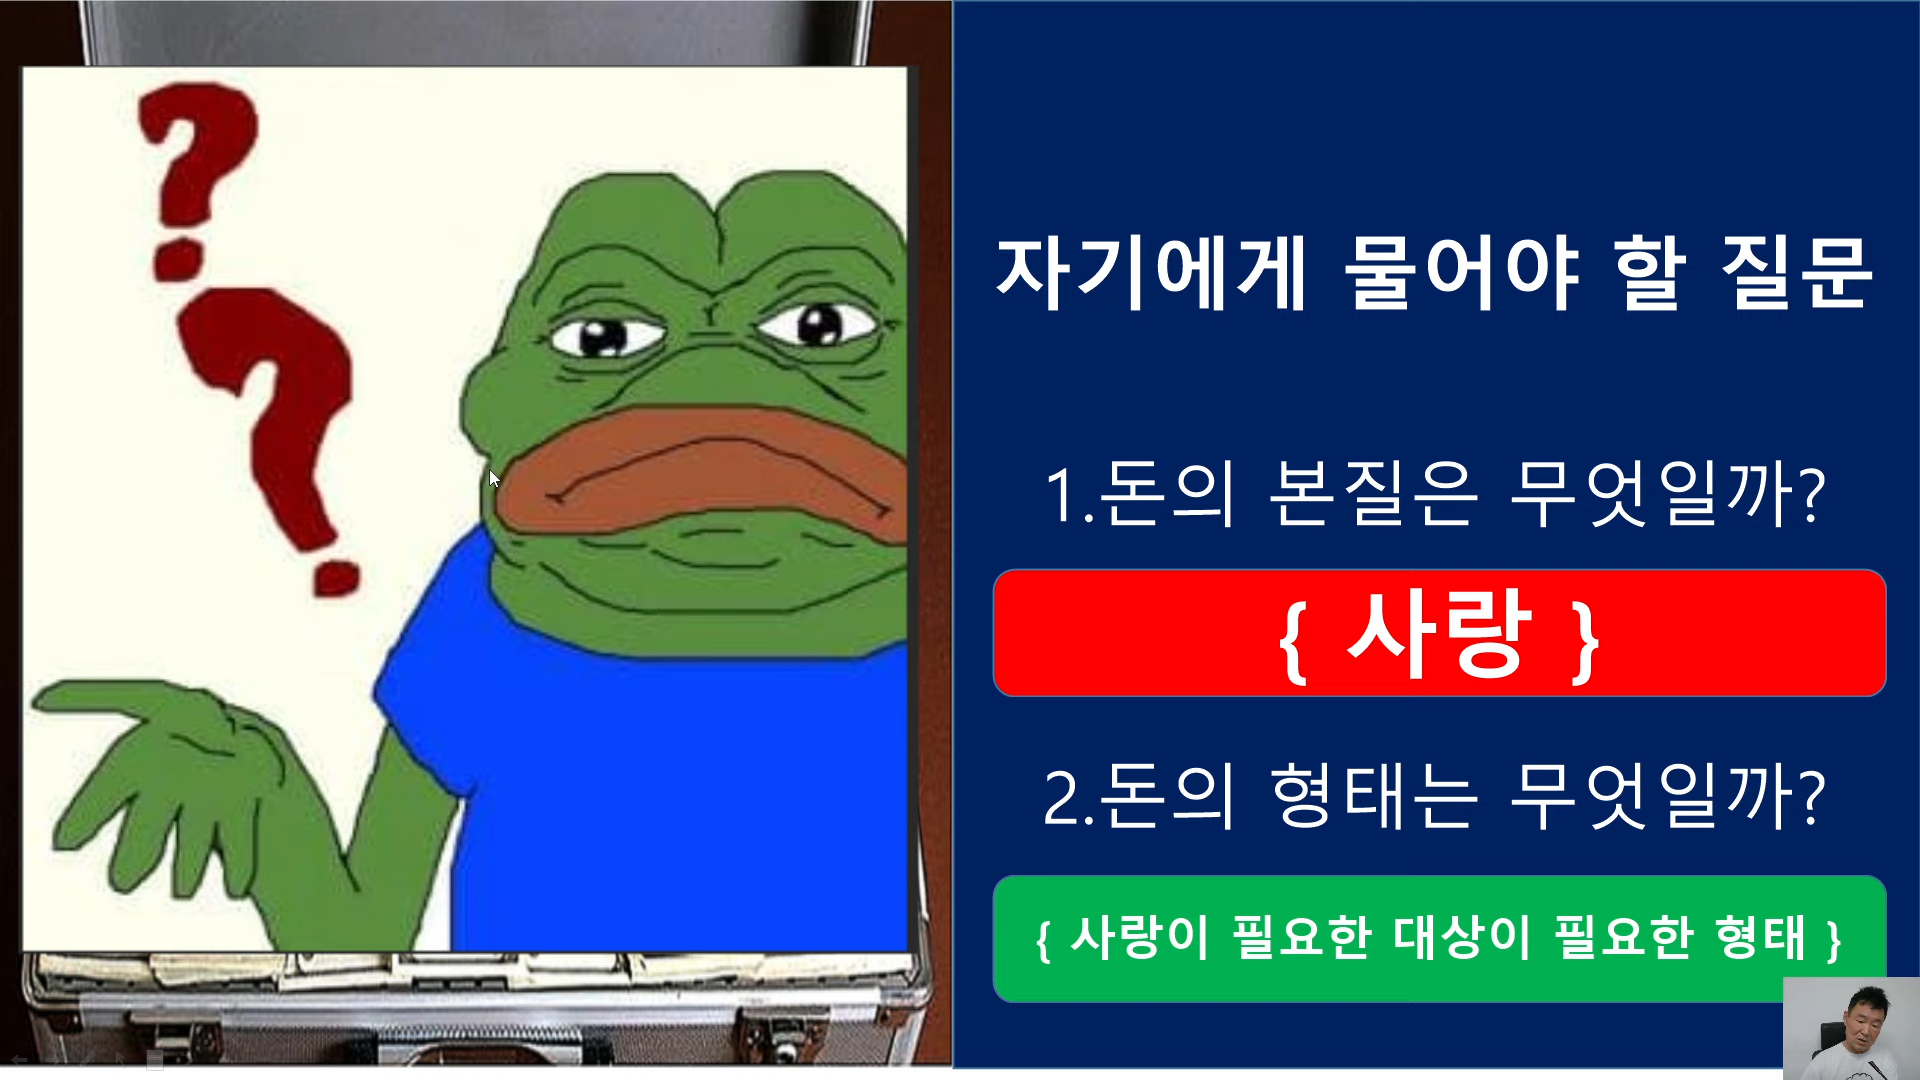 ?
?
자기에게 물어야 할 질문
1.돈의 본질은 무엇일까?
{ 사랑 }
2.돈의 형태는 무엇일까?
{ 사랑이 필요한 대상이 필요한 형태 }